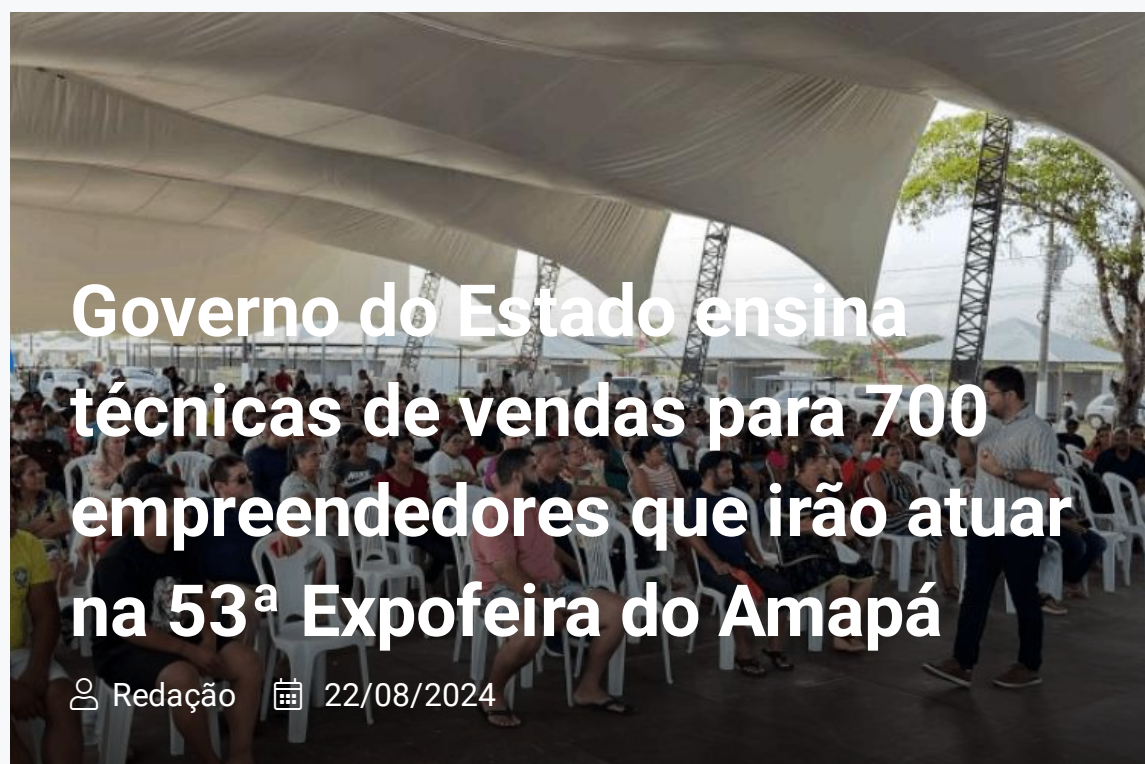 Governo do Estado ensina
técnicas de vendas para 700
empreendedores que irão atuar
na 53ª Expofeira do Amapá
Redação 22/08/2024